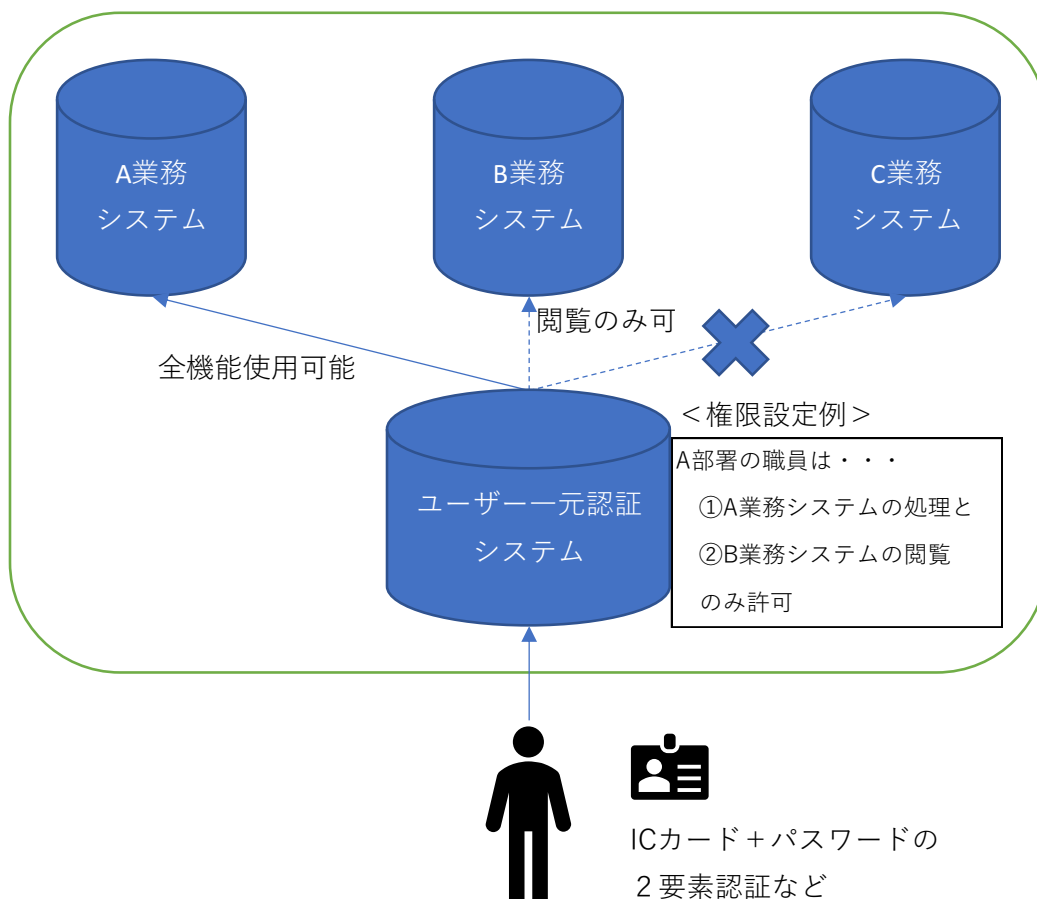 A業務
システム
B業務
システム
C業務
システム
閲覧のみ可
全機能使用可能
＜権限設定例＞
A部署の職員は・・・
①A業務システムの処理と
②B業務システムの閲覧
のみ許可
ユーザー一元認証
システム
ICカード＋パスワードの
２要素認証など